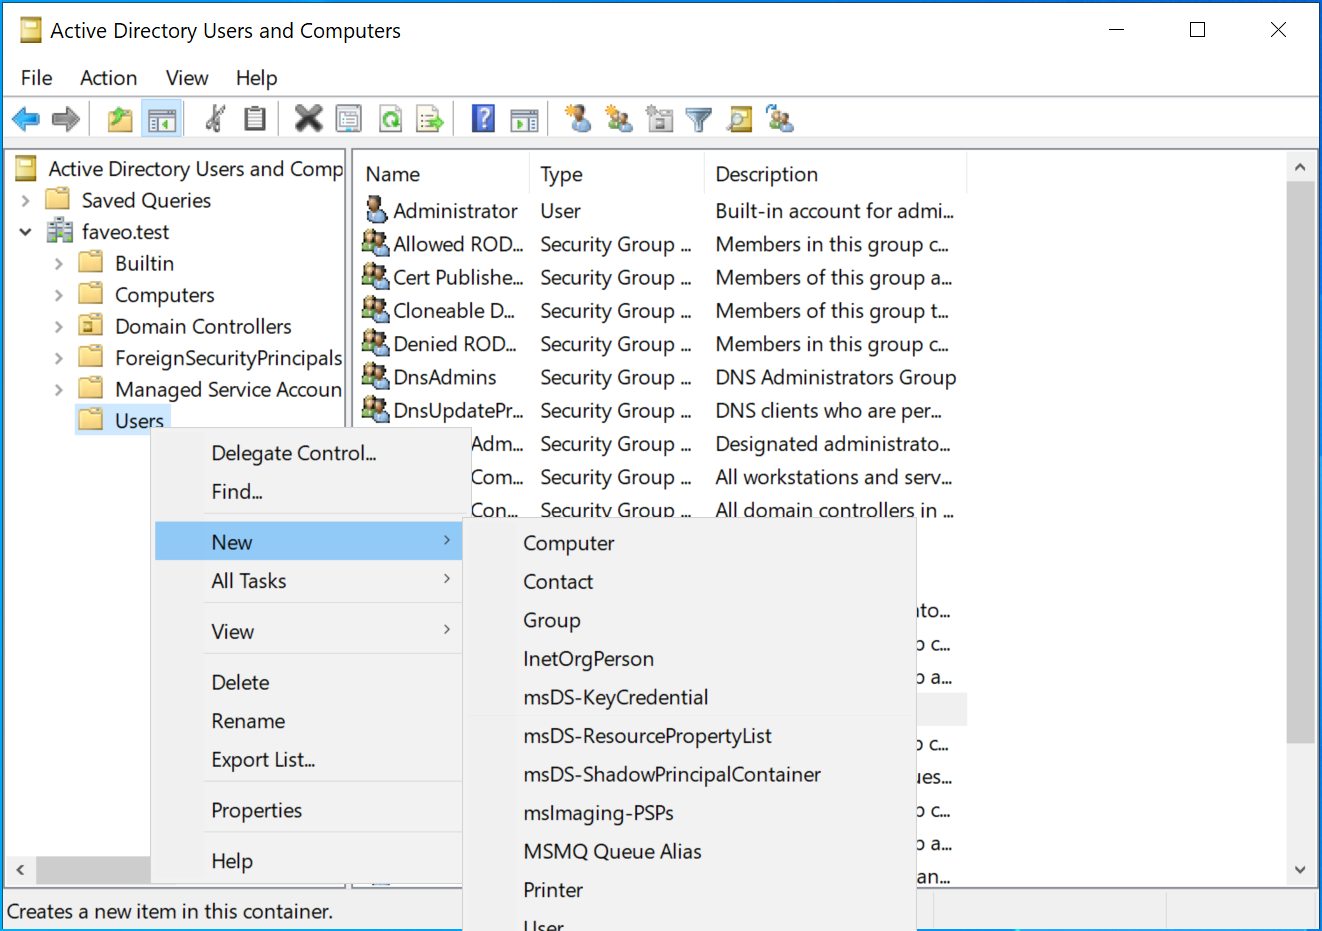 Active Directory Users and Computers
File Action View Help
Active Directory Users and Comp
Saved Queries
faveo.test
Builtin
Computers
Domain Controllers
ForeignSecurityPrincipals
Managed Service Accoun
Users
Name Type Description
Administrator User Built-in account for admi...
Allowed ROD... Security Group ... Members in this group c...
Cert Publishe... Security Group ... Members of this group a...
Cloneable D... Security Group ... Members of this group t...
Denied ROD... Security Group ... Members in this group c...
DnsAdmins Security Group ... DNS Administrators Group
DnsUpdatePr... Security Group ... DNS clients who are per...
Adm... Security Group ... Designated administrato...
Com... Security Group ... All workstations and serv...
Con... Security Group ... All domain controllers in ...
ato...
p c...
p a...
p c...
ues...
p c...
p a...
an...
Delegate Control...
Find...
New
All Tasks
View
Delete
Rename
Export List...
Properties
Help
Computer
Contact
Group
InetOrgPerson
msDS-KeyCredential
msDS-ResourcePropertyList
msDS-ShadowPrincipalContainer
msImaging-PSPs
MSMQ Queue Alias
Printer
User
Creates a new item in this container.